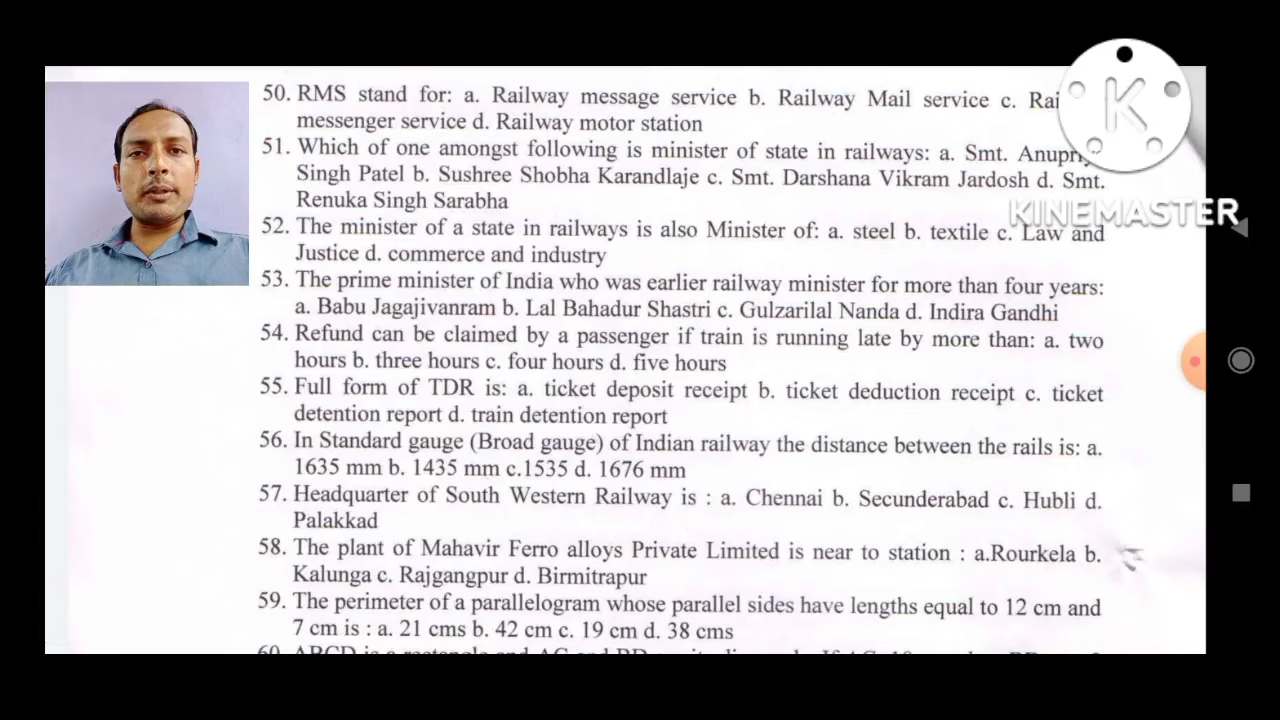 50. RMS stand for: a. Railway message service b. Railway Mail service c. Rai
messenger service d. Railway motor station
51. Which of one amongst following is minister of state in railways: a. Smt. Anupriy
Singh Patel b. Sushree Shobha Karandlaje c. Smt. Darshana Vikram Jardosh d. Smt.
Renuka Singh Sarabha
52. The minister of a state in railways is also Minister of: a. steel b. textile c. Law and
Justice d. commerce and industry
53. The prime minister of India who was earlier railway minister for more than four years:
a. Babu Jagajivanram b. Lal Bahadur Shastri c. Gulzarilal Nanda d. Indira Gandhi
54. Refund can be claimed by a passenger if train is running late by more than: a. two
hours b. three hours c. four hours d. five hours
55. Full form of TDR is: a. ticket deposit receipt b. ticket deduction receipt c. ticket
detention report d. train detention report
56. In Standard gauge (Broad gauge) of Indian railway the distance between the rails is: a.
1635 mm b. 1435 mm c.1535 d. 1676 mm
57. Headquarter of South Western Railway is : a. Chennai b. Secunderabad c. Hubli d.
Palakkad
58. The plant of Mahavir Ferro alloys Private Limited is near to station : a.Rourkela b.
Kalunga c. Rajgangpur d. Birmitrapur
59. The perimeter of a parallelogram whose parallel sides have lengths equal to 12 cm and
7 cm is : a. 21 cms b. 42 cm c. 19 cm d. 38 cms
K
KINEMASTER